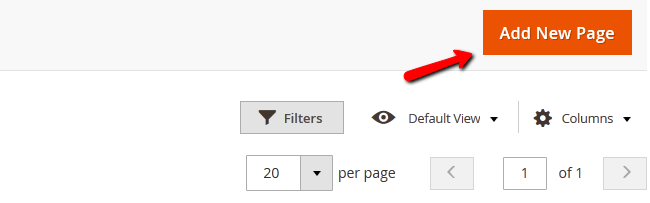 Add New Page
Filters Default View Columns
20 per page 1 of 1